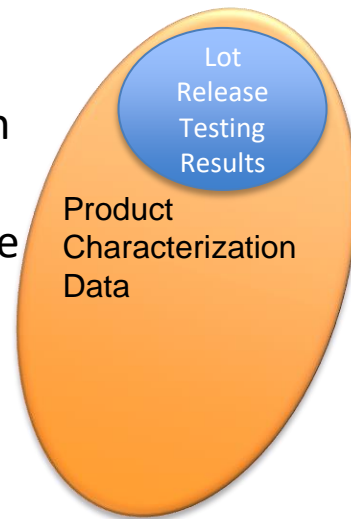 Lot
Release
Testing
Results
Product
Characterization
Data